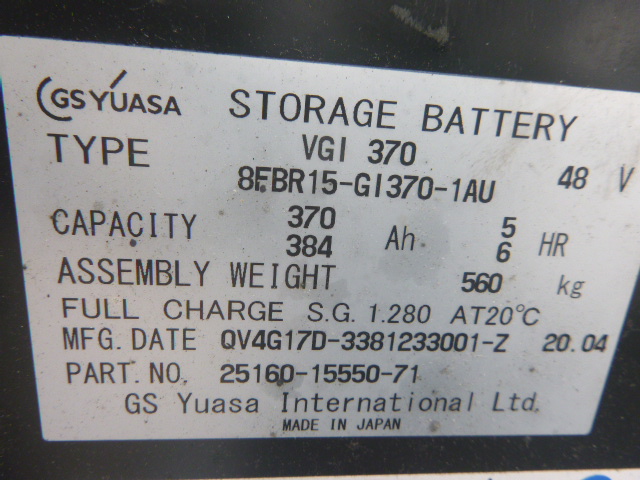 GS YUASA STORAGE BATTERY
TYPE VGI 370
8FBR15-GI370-1AU 48 V
CAPACITY 370 Ah 5 HR
384 6
ASSEMBLY WEIGHT 560 kg
FULL CHARGE S.G. 1.280 AT20℃
MFG. DATE QV4G17D-3381233001-Z 20.04
PART. NO. 25160-15550-71
GS Yuasa International Ltd.
MADE IN JAPAN